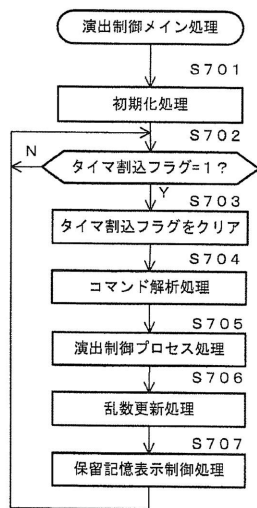 演出制御メイン処理
S701
初期化処理
S702
N
タイマ割込フラグ=1?
Y
S703
タイマ割込フラグをクリア
S704
コマンド解析処理
S705
演出制御プロセス処理
S706
乱数更新処理
S707
保留記憶表示制御処理